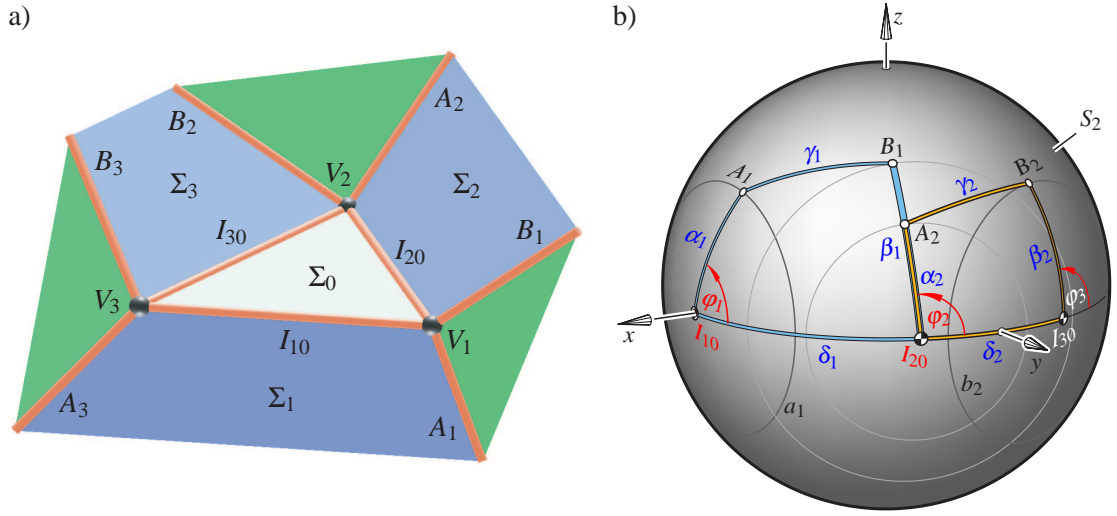 a)
A₂
B₂
B₃
Σ₃
V₂
Σ₂
I₃₀
I₂₀
B₁
Σ₀
V₃
V₁
I₁₀
A₃
Σ₁
A₁
b)
z
S₂
B₁
γ₁
A₁
B₂
γ₂
α₁
A₂
β₁
α₂
β₂
φ₁
φ₂
φ₃
x
I₁₀
I₂₀
I₃₀
δ₁
δ₂
y
a₁
b₂